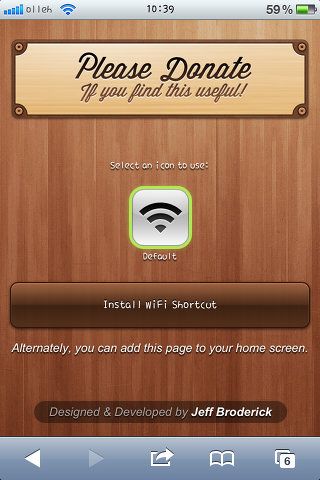 olleh 10:39 59%
Please Donate
If you find this useful!
Select an icon to use:
Default
Install WiFi Shortcut
Alternately, you can add this page to your home screen.
Designed & Developed by Jeff Broderick
6